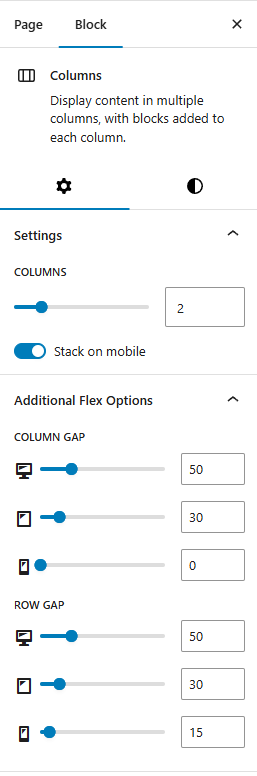 Page Block
Columns
Display content in multiple
columns, with blocks added to
each column.
Settings
COLUMNS
2
Stack on mobile
Additional Flex Options
COLUMN GAP
50
30
0
ROW GAP
50
30
15